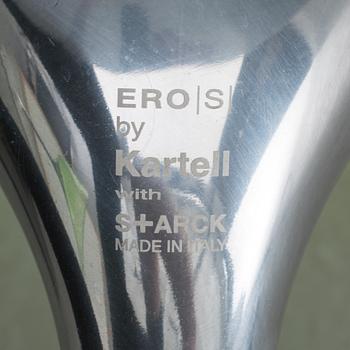 ERO|S|
by
Kartell
with
S+ARCK
MADE IN ITALY